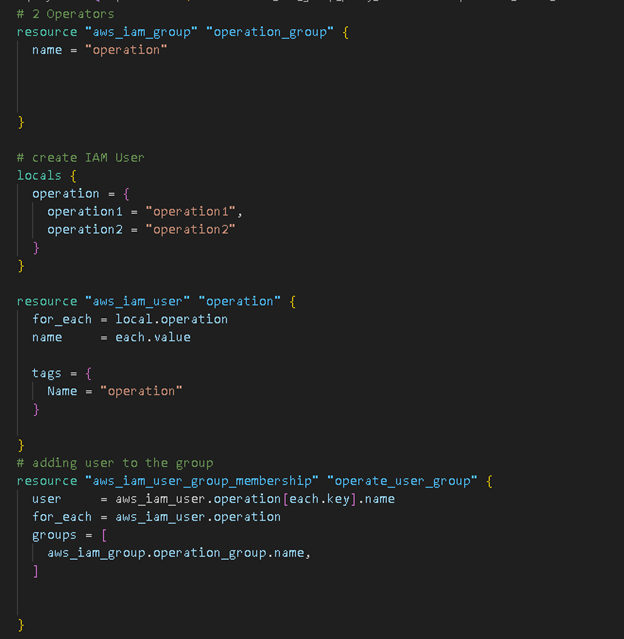 # 2 Operators
resource "aws_iam_group" "operation_group" {
  name = "operation"
}
# create IAM User
locals {
  operation = {
    operation1 = "operation1",
    operation2 = "operation2"
  }
}
resource "aws_iam_user" "operation" {
  for_each = local.operation
  name     = each.value
  tags = {
    Name = "operation"
  }
}
# adding user to the group
resource "aws_iam_user_group_membership" "operate_user_group" {
  user     = aws_iam_user.operation[each.key].name
  for_each = aws_iam_user.operation
  groups = [
    aws_iam_group.operation_group.name,
  ]
}